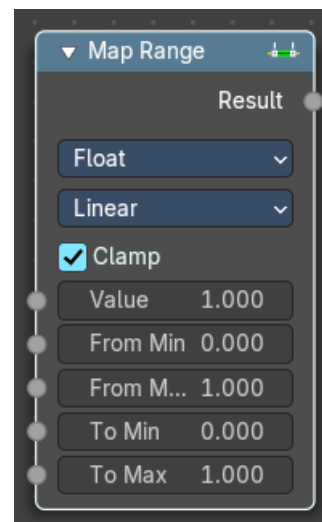 Map Range
Result
Float
Linear
Clamp
Value 1.000
From Min 0.000
From M... 1.000
To Min 0.000
To Max 1.000